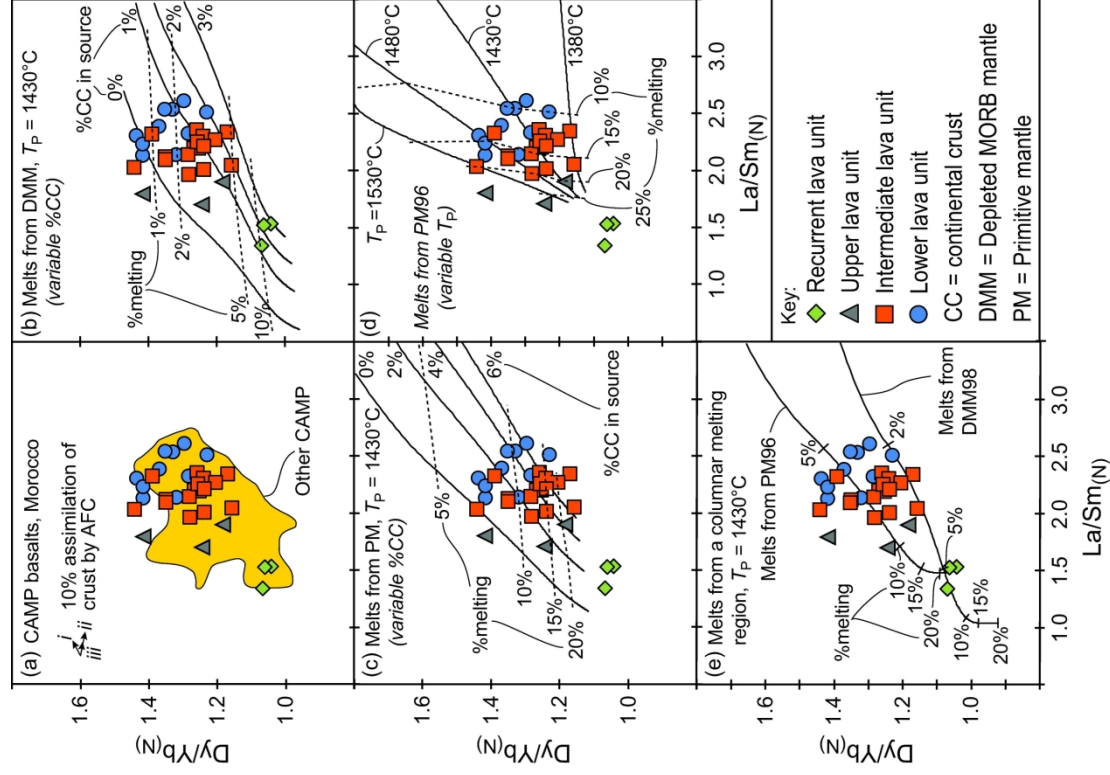 (a) CAMP basalts, Morocco
i
ii
iii
10% assimilation of
crust by AFC
Other CAMP
Dy/Yb(N)
1.6
1.4
1.2
1.0
(b) Melts from DMM, TP = 1430°C
(variable %CC)
%CC in source
0%
1%
2%
3%
%melting
1%
2%
5%
10%
(c) Melts from PM, TP = 1430°C
(variable %CC)
0%
2%
4%
6%
%CC in source
%melting
5%
10%
15%
20%
Dy/Yb(N)
1.6
1.4
1.2
1.0
(d)
TP =1530°C
1480°C
1430°C
1380°C
Melts from PM96
(variable TP)
10%
15%
20%
25%
%melting
1.0
1.5
2.0
2.5
3.5
La/Sm(N)
(e) Melts from a columnar melting
region, TP = 1430°C
Melts from PM96
Melts from
DMM98
%melting
5%
10%
15%
20%
2%
5%
10%
15%
20%
Dy/Yb(N)
1.6
1.4
1.2
1.0
1.0
1.5
2.0
2.5
3.0
La/Sm(N)
Key:
Recurrent lava unit
Upper lava unit
Intermediate lava unit
Lower lava unit
CC = continental crust
DMM = Depleted MORB mantle
PM = Primitive mantle